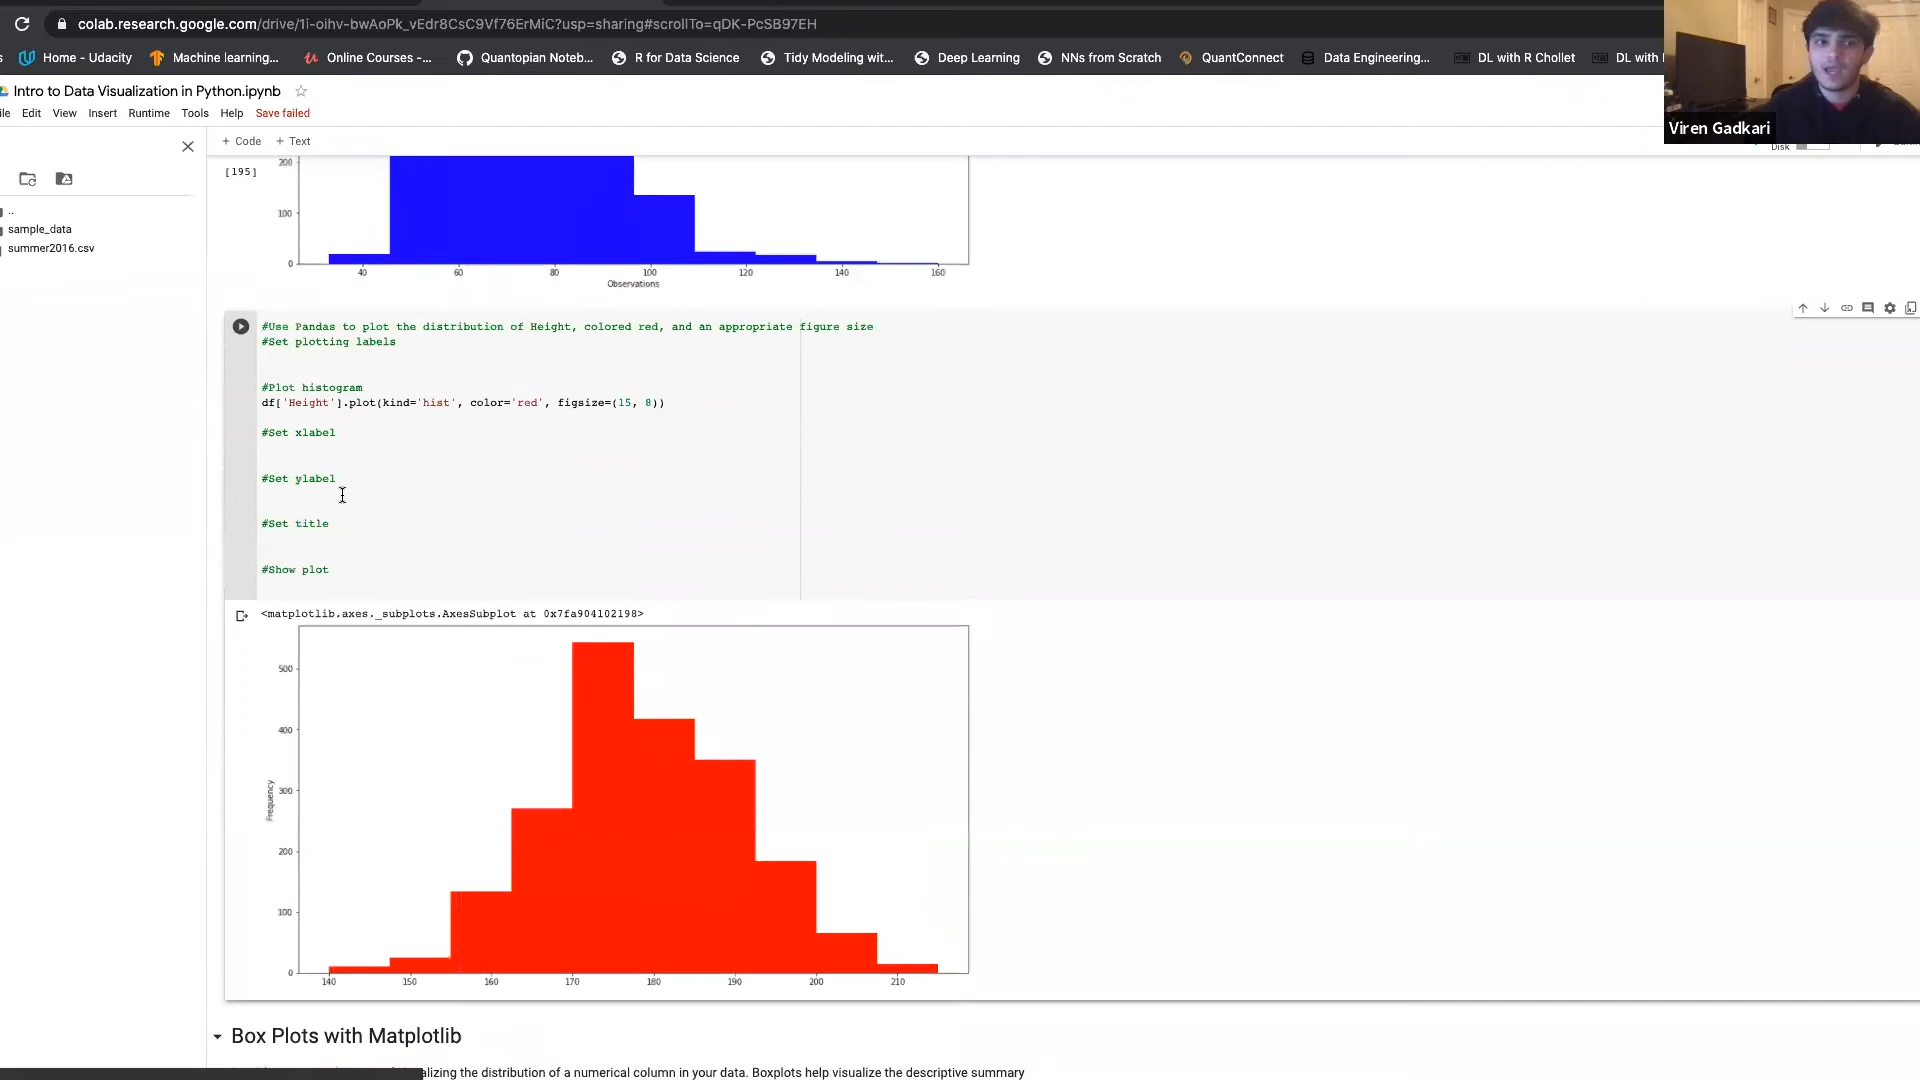 colab.research.google.com/drive/1i-oihv-bwAoPk_vEdr8CsC9Vf76ErMiC?usp=sharing#scrollTo=qDK-PcSB97EH
Home - Udacity
Machine learning...
Online Courses -...
Quantopian Noteb...
R for Data Science
Tidy Modeling wit...
Deep Learning
NNs from Scratch
QuantConnect
Data Engineering...
DL with R Chollet
DL with
Viren Gadkari
Intro to Data Visualization in Python.ipynb
Edit View Insert Runtime Tools Help Save failed
+ Code + Text
Disk
..
sample_data
summer2016.csv
[195]
200
100
0
40 60 80 100 120 140 160
Observations
#Use Pandas to plot the distribution of Height, colored red, and an appropriate figure size
#Set plotting labels
#Plot histogram
df['Height'].plot(kind='hist', color='red', figsize=(15, 8))
#Set xlabel
#Set ylabel
#Set title
#Show plot
<matplotlib.axes._subplots.AxesSubplot at 0x7fa904102198>
500
400
300
200
100
0
Frequency
140 150 160 170 180 190 200 210
Box Plots with Matplotlib
alizing the distribution of a numerical column in your data. Boxplots help visualize the descriptive summary